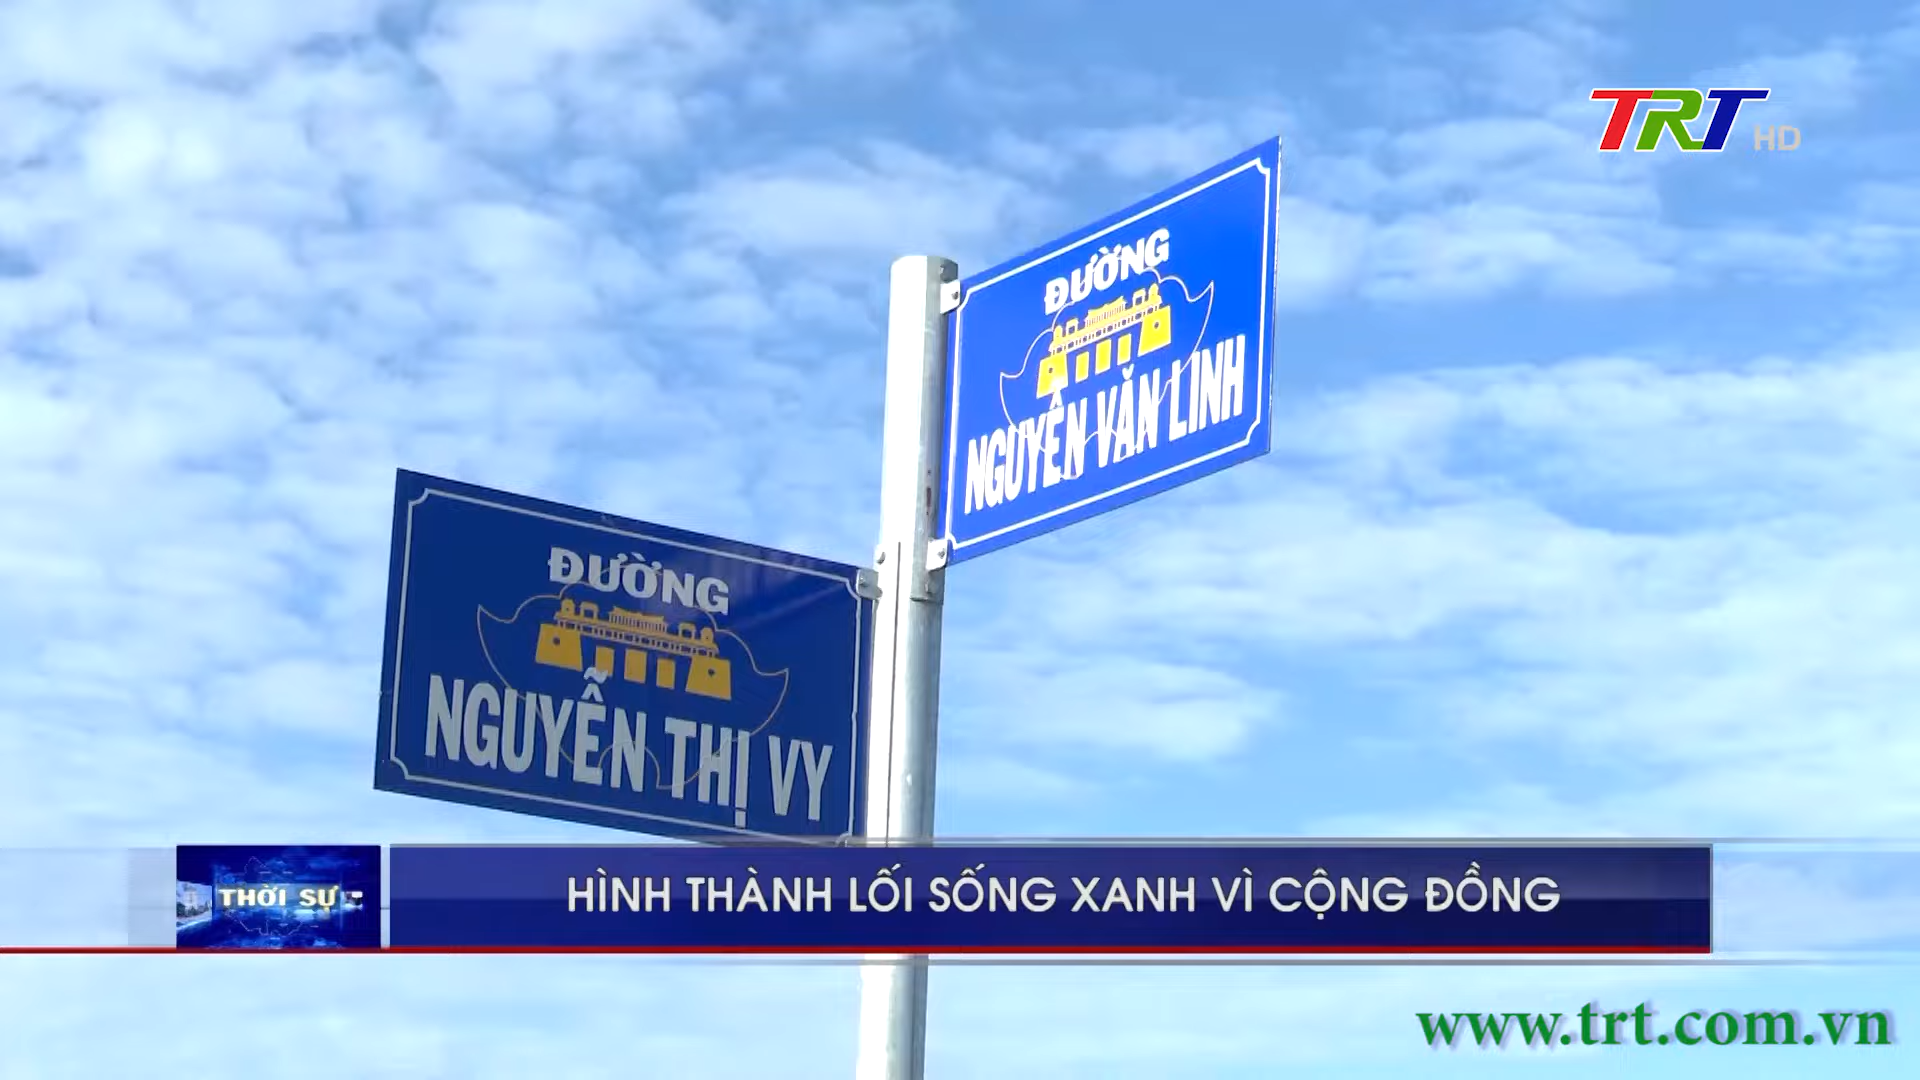 TRT HD
ĐƯỜNG
NGUYỄN VĂN LINH
ĐƯỜNG
NGUYỄN THỊ VY
THỜI SỰ
HÌNH THÀNH LỐI SỐNG XANH VÌ CỘNG ĐỒNG
www.trt.com.vn